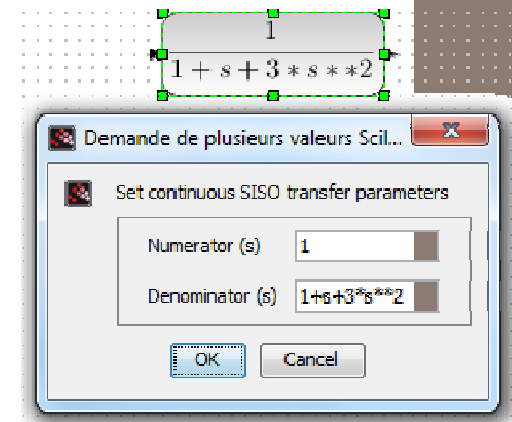 1
1 + s + 3 * s * *2
Demande de plusieurs valeurs Scil...
Set continuous SISO transfer parameters
Numerator (s) 1
Denominator (s) 1+s+3*s**2
OK Cancel